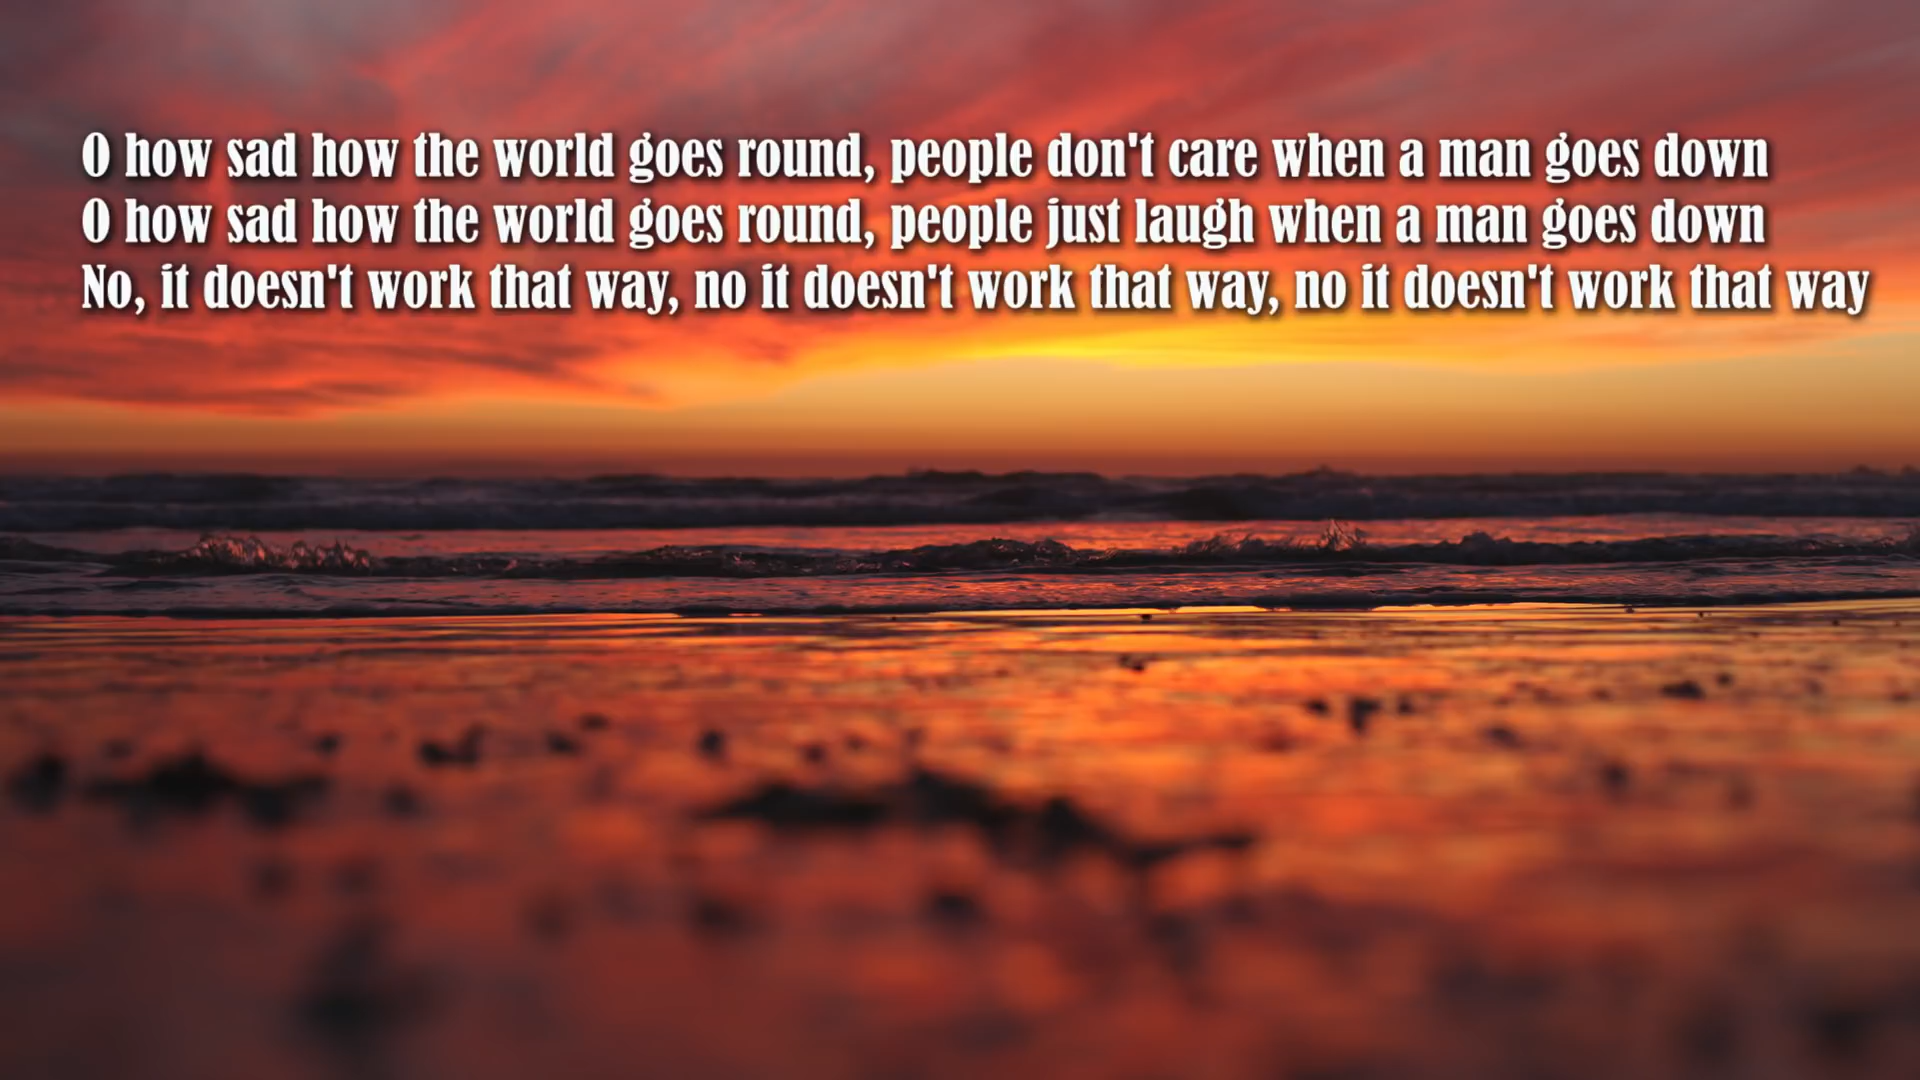 O how sad how the world goes round, people don't care when a man goes down
O how sad how the world goes round, people just laugh when a man goes down
No, it doesn't work that way, no it doesn't work that way, no it doesn't work that way